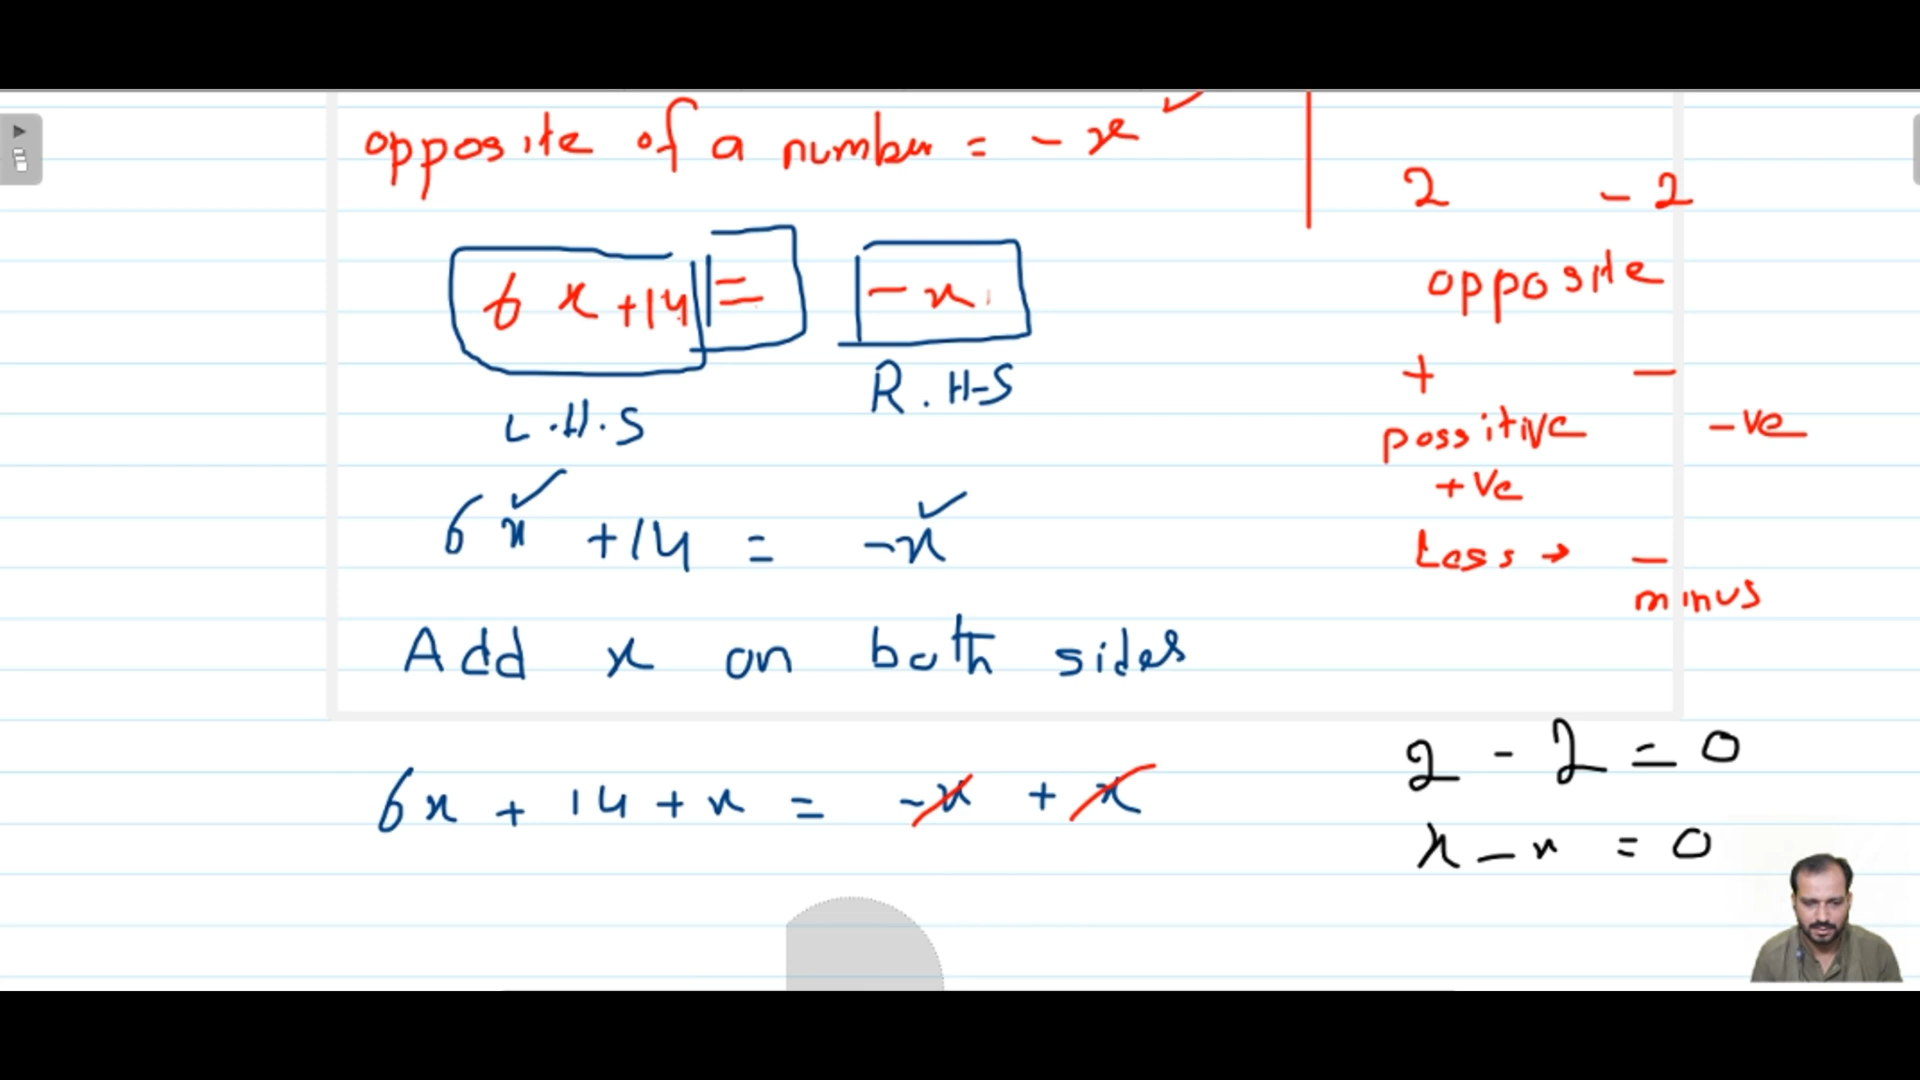 opposite of a number = - x
2 - 2
opposite
6x+14 = -x
+ -
R.H-S
L.H.S
possitive -ve
+ve
6x +14 = -x
Less → -
minus
Add x on both sides
2 - 2 = 0
6x + 14 + x = -x + x
x - x = 0